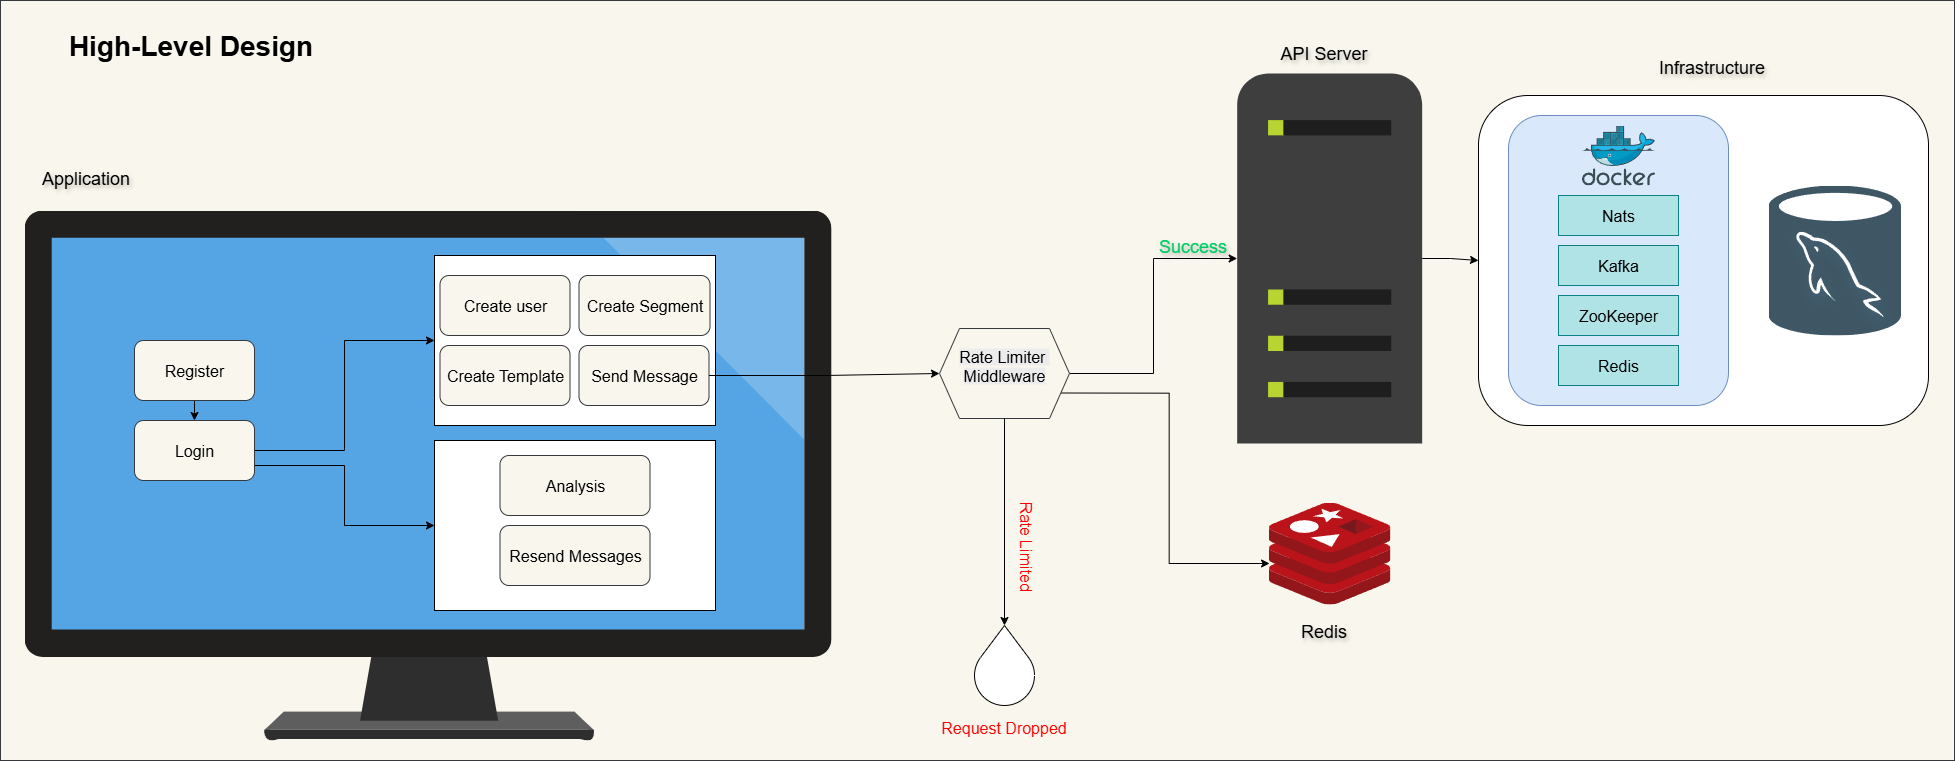 High-Level Design
Application
Register
Login
Create user
Create Segment
Create Template
Send Message
Analysis
Resend Messages
Rate Limiter
Middleware
Success
Rate Limited
Request Dropped
API Server
Redis
Infrastructure
docker
Nats
Kafka
ZooKeeper
Redis